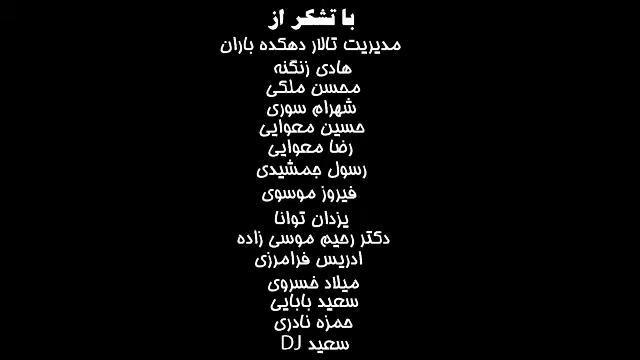 با تشکر از
مدیریت تالار دهکده باران
هادی زنگنه
محسن ملکی
شهرام سوری
حسین معوایی
رضا معوایی
رسول جمشیدی
فیروز موسوی
یزدان توانا
دکتر رحیم موسی زاده
ادریس فرامرزی
میلاد خسروی
سعید بابایی
حمزه نادری
سعید DJ